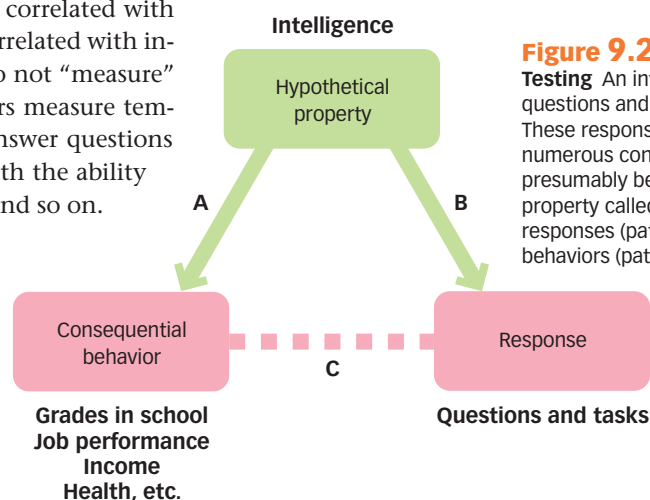 correlated with
rrelated with in-
o not “measure”
rs measure tem-
nswer questions
th the ability
nd so on.
Intelligence
Hypothetical
property
A
B
Consequential
behavior
C
Response
Grades in school
Job performance
Income
Health, etc.
Questions and tasks
Figure 9.2
Testing An in
questions and
These respons
numerous con
presumably be
property calle
responses (pat
behaviors (pat